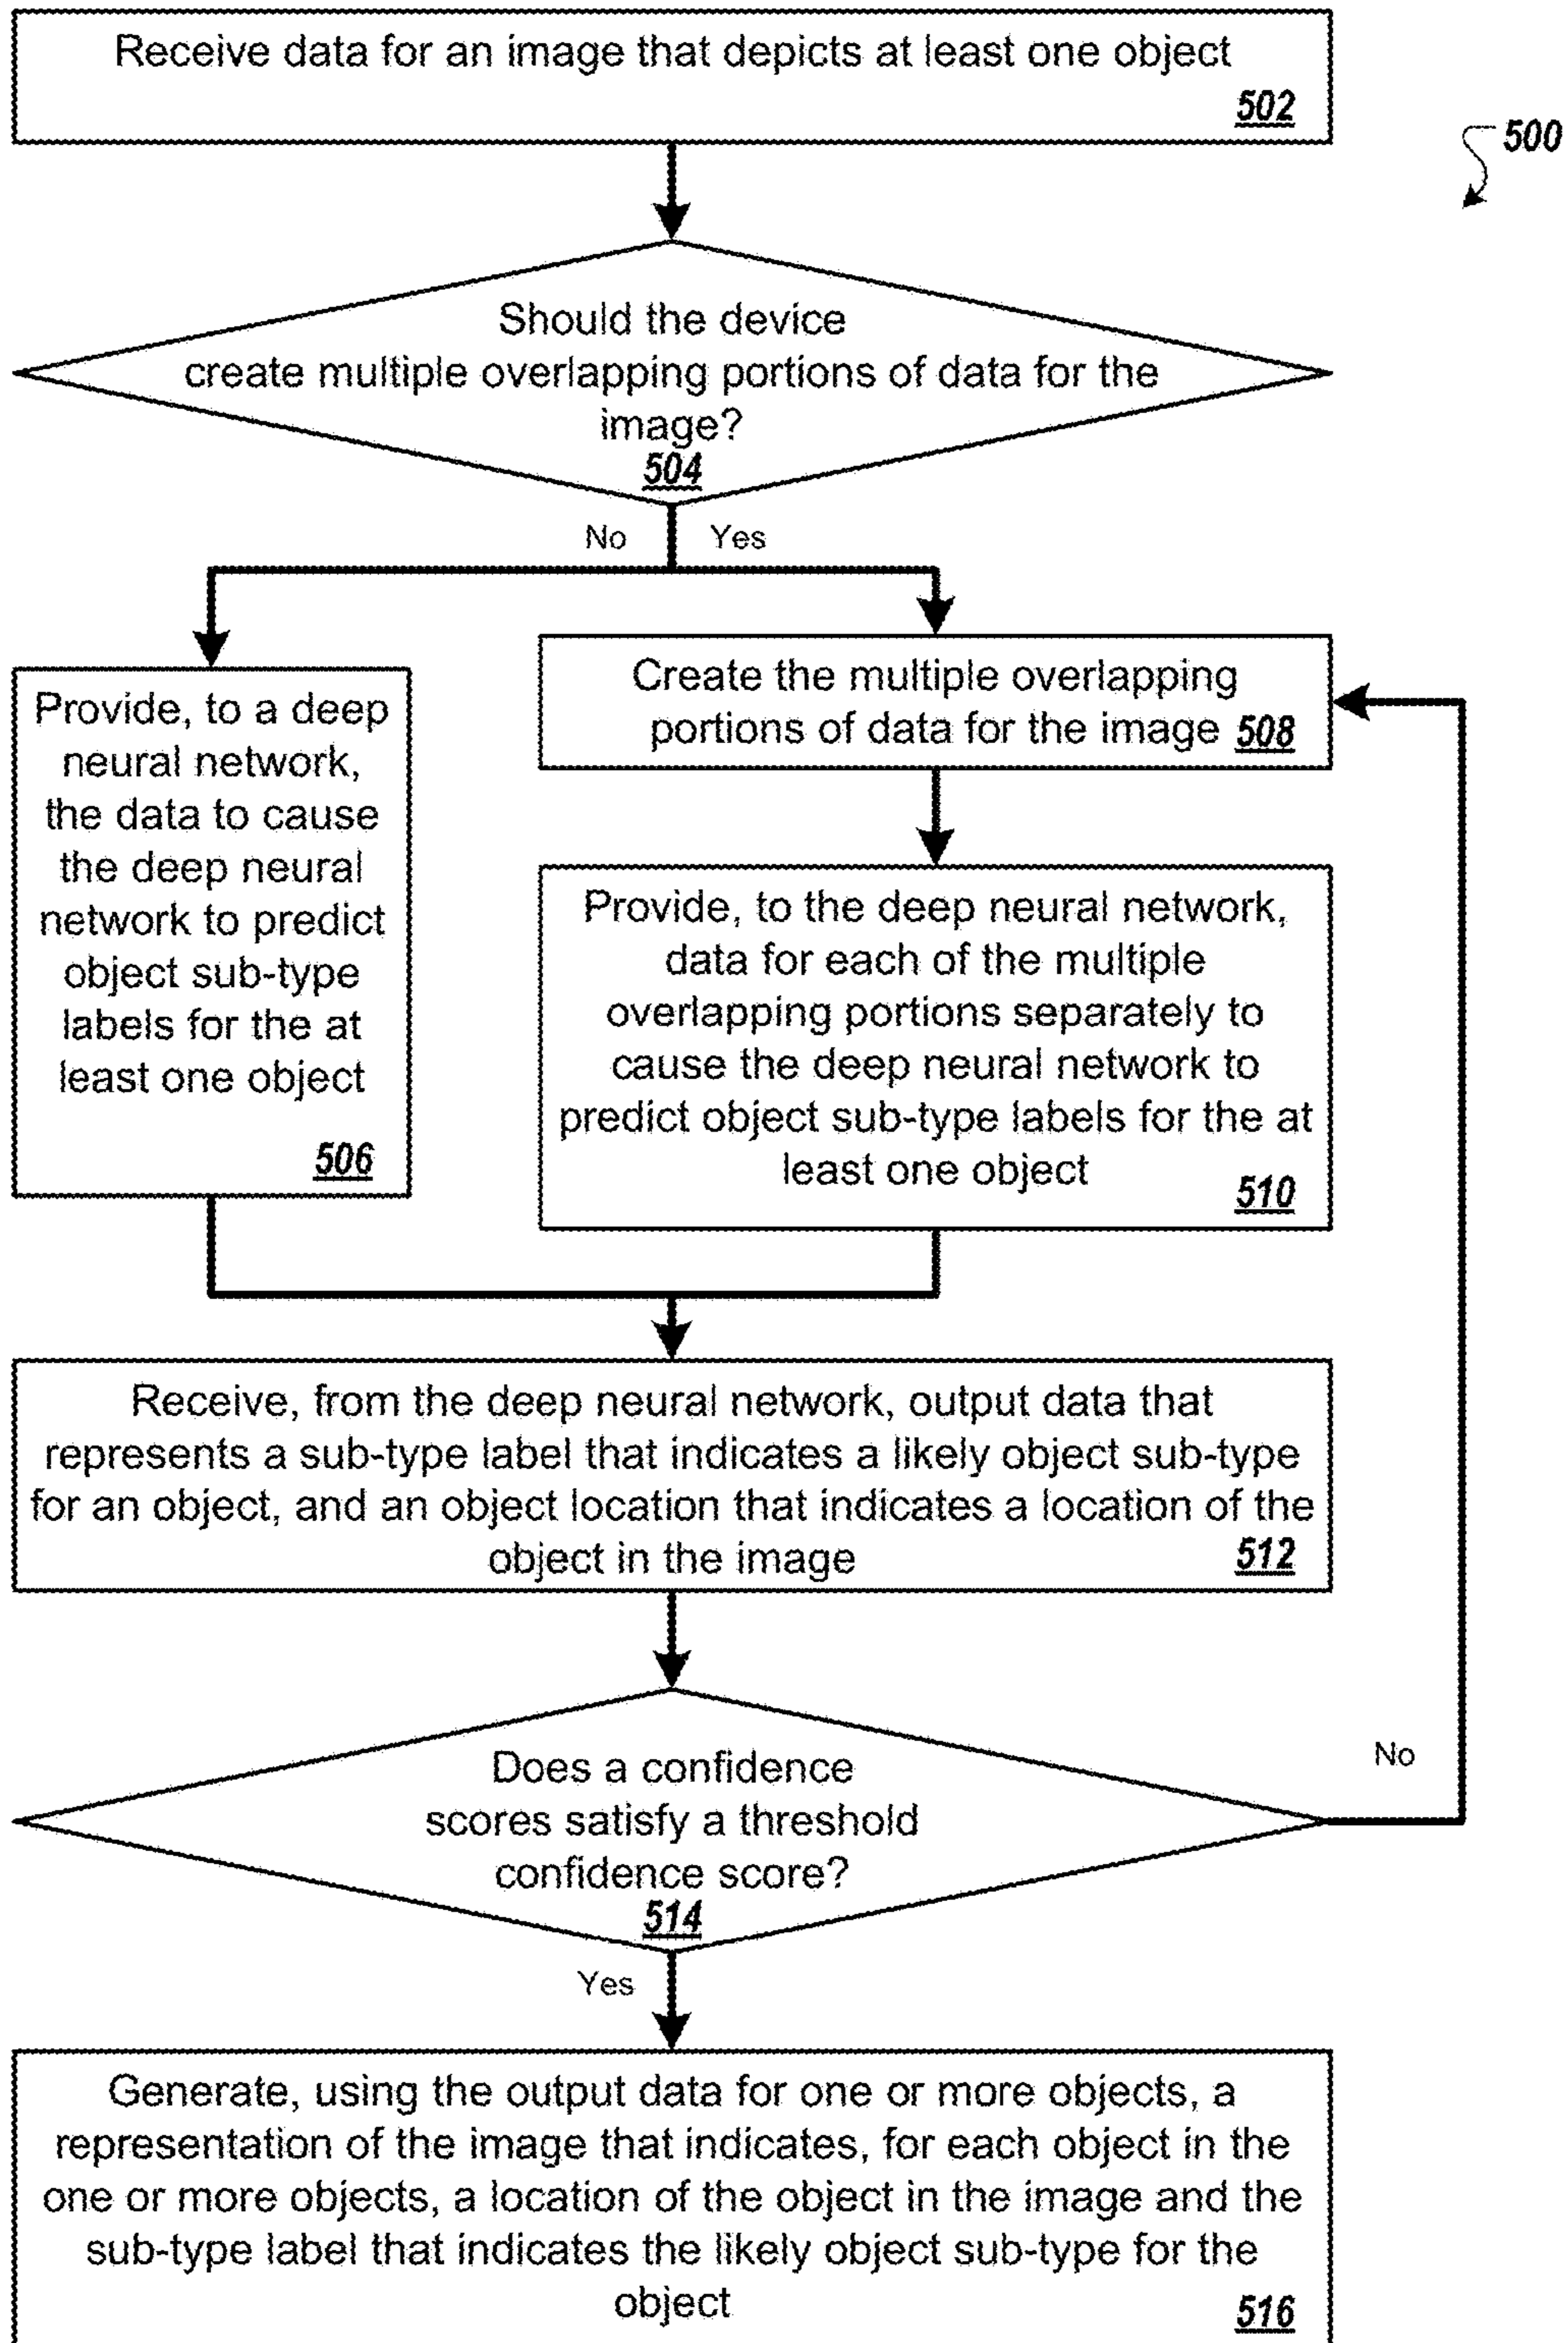 Receive data for an image that depicts at least one object
502
500
Should the device
create multiple overlapping portions of data for the
image?
504
No
Yes
Provide, to a deep
neural network,
the data to cause
the deep neural
network to predict
object sub-type
labels for the at
least one object
506
Create the multiple overlapping
portions of data for the image 508
Provide, to the deep neural network,
data for each of the multiple
overlapping portions separately to
cause the deep neural network to
predict object sub-type labels for the at
least one object
510
Receive, from the deep neural network, output data that
represents a sub-type label that indicates a likely object sub-type
for an object, and an object location that indicates a location of the
object in the image
512
Does a confidence
scores satisfy a threshold
confidence score?
514
No
Yes
Generate, using the output data for one or more objects, a
representation of the image that indicates, for each object in the
one or more objects, a location of the object in the image and the
sub-type label that indicates the likely object sub-type for the
object
516